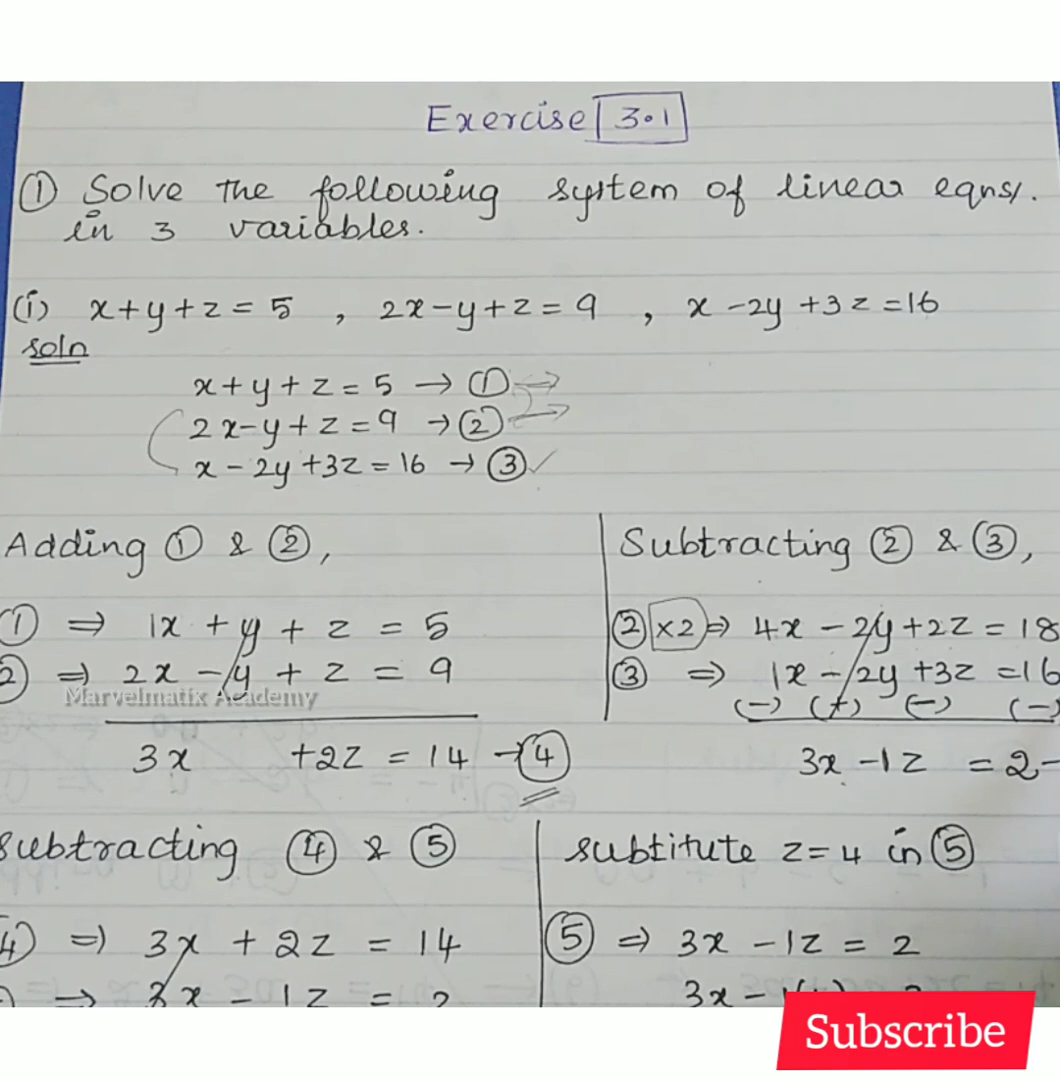 Exercise 3.1
① Solve the following system of linear eqns/.
in 3 variables.
(i) x+y+z = 5 , 2x-y+z = 9 , x -2y +3z =16
soln
x+y+z = 5 → ①
2x-y+z = 9 → ②
x - 2y +3z = 16 → ③ ✓
Adding ① & ②,
① ⇒ 1x + y + z = 5
2) ⇒ 2x - y + z = 9
Marvelmatix Academy
3x +2z = 14 → ④
Subtracting ② & ③,
② ×2 ⇒ 4x - 2y +2z = 18
③ ⇒ 1x - 2y +3z =16
(-) (+) (-) (-)
3x -1z = 2-
Subtracting ④ & ⑤
④ ⇒ 3x + 2z = 14
⇒ 3x - 1z = 2
subtitute z=4 in ⑤
⑤ ⇒ 3x -1z = 2
3x -
Subscribe